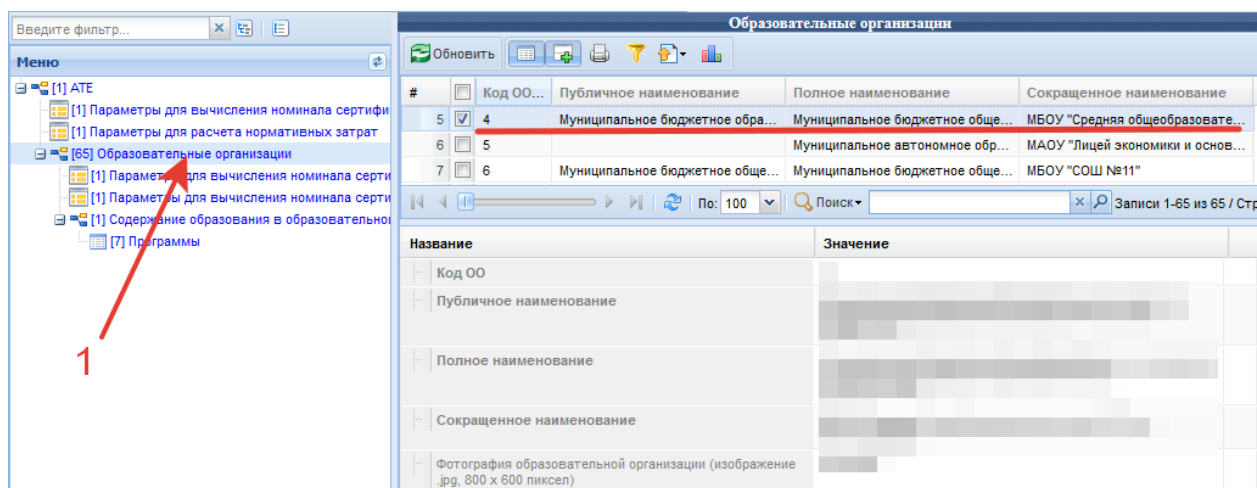 Образовательные организации
Введите фильтр...
Меню
[1] АТЕ
[1] Параметры для вычисления номинала сертифи
[1] Параметры для расчета нормативных затрат
[65] Образовательные организации
[1] Параметры для вычисления номинала серти
[1] Параметры для вычисления номинала серти
[1] Содержание образования в образовательної
[7] Программы
1
Обновить
# Код ОО... Публичное наименование Полное наименование Сокращенное наименование
5 4 Муниципальное бюджетное обра... Муниципальное бюджетное обще... МБОУ "Средняя общеобразовате...
6 5 Муниципальное автономное обр... МАОУ "Лицей экономики и основ...
7 6 Муниципальное бюджетное обще... Муниципальное бюджетное обще... МБОУ "СОШ №11"
По: 100 Поиск Записи 1-65 из 65 / Стр
Название Значение
Код ОО
Публичное наименование
Полное наименование
Сокращенное наименование
Фотография образовательной организации (изображение
.jpg, 800 x 600 пиксел)